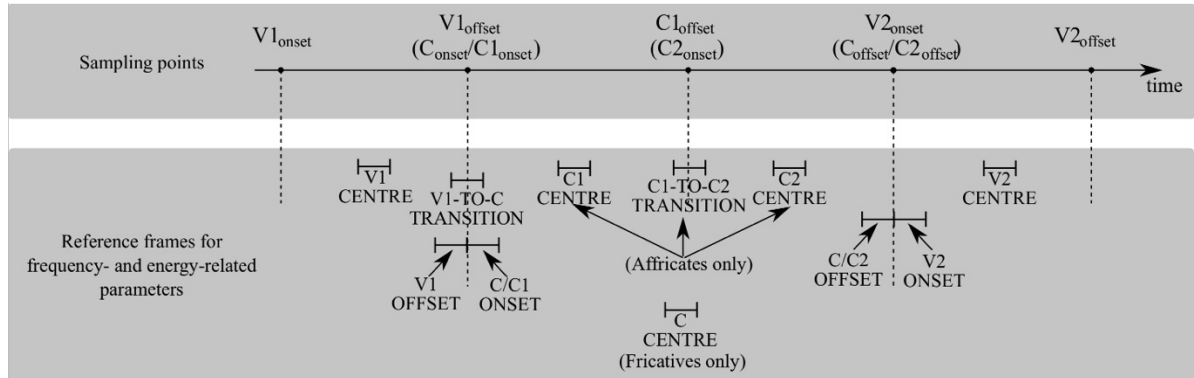 V1onset
V1offset
(Conset/C1onset)
C1offset
(C2onset)
V2onset
(Coffset/C2offset)
V2offset
Sampling points
time
V1
CENTRE
V1-TO-C
TRANSITION
C1
CENTRE
C1-TO-C2
TRANSITION
C2
CENTRE
V2
CENTRE
Reference frames for
frequency- and energy-related
parameters
V1
OFFSET
C/C1
ONSET
(Affricates only)
C/C2
OFFSET
V2
ONSET
C
CENTRE
(Fricatives only)